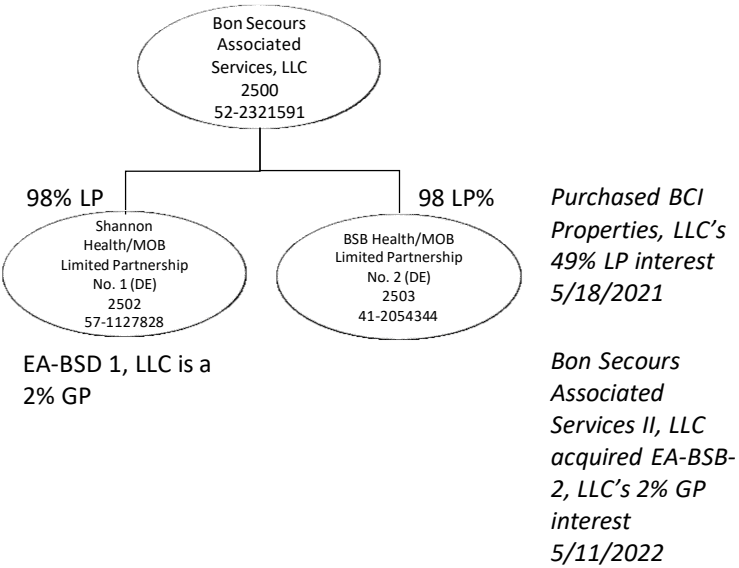 Bon Secours
Associated
Services, LLC
2500
52-2321591
98% LP
98 LP%
Shannon
Health/MOB
Limited Partnership
No. 1 (DE)
2502
57-1127828
BSB Health/MOB
Limited Partnership
No. 2 (DE)
2503
41-2054344
EA-BSD 1, LLC is a
2% GP
Purchased BCI
Properties, LLC’s
49% LP interest
5/18/2021
Bon Secours
Associated
Services II, LLC
acquired EA-BSB-
2, LLC’s 2% GP
interest
5/11/2022